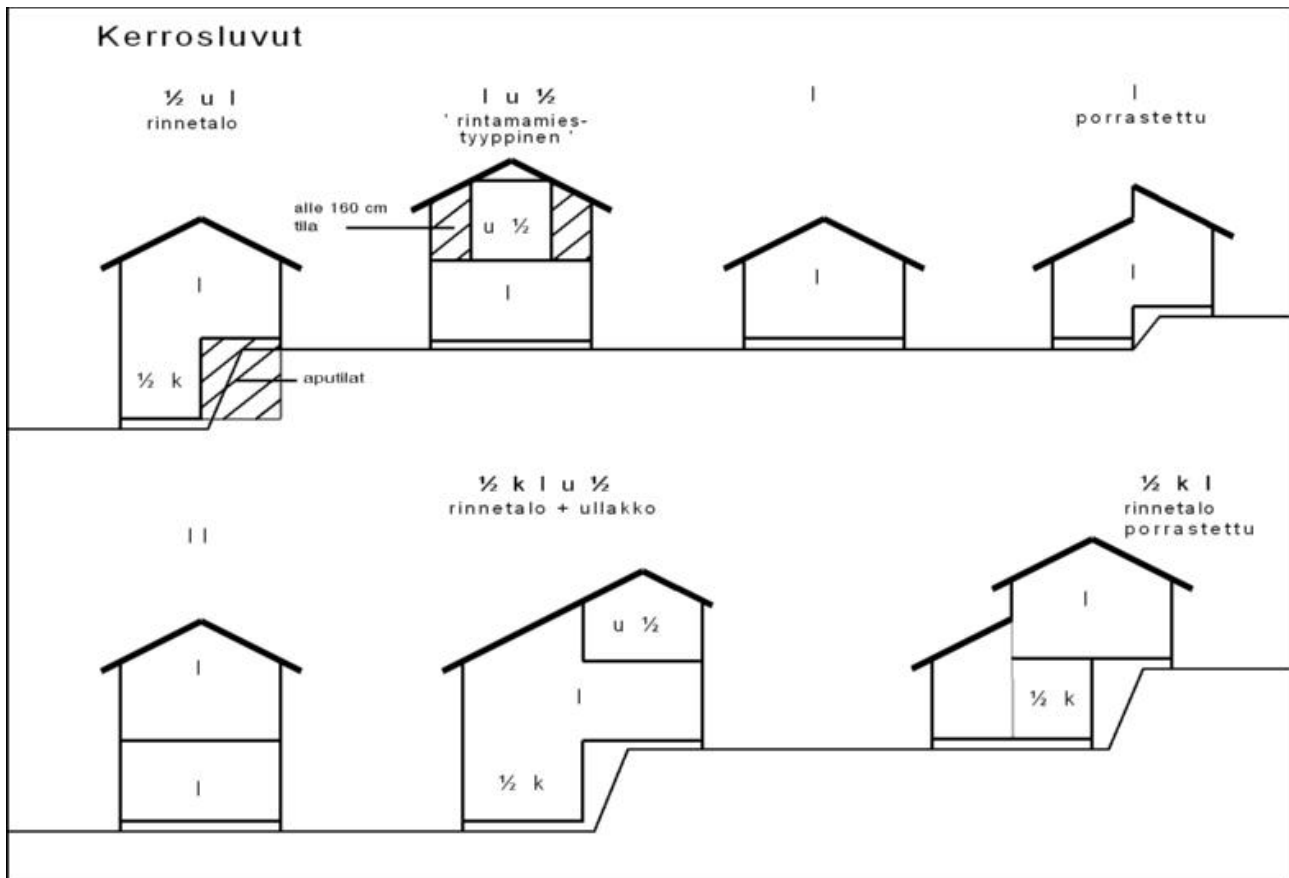 Kerrosluvut
½ u I
rinnetalo
I u ½
' rintamamies-
tyyppinen '
I
I
porrastettu
alle 160 cm
tila
u ½
I
I
½ k
aputilat
I
I
I I
½ k I u ½
rinnetalo + ullakko
½ k I
rinnetalo
porrastettu
I
I
u ½
I
½ k
I
½ k